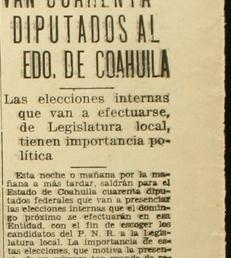 VAN CUARENTA
DIPUTADOS AL
EDO. DE COAHUILA
Las elecciones internas
que van a efectuarse,
de Legislatura local,
tienen importancia po-
lítica
Esta noche o mañana por la ma-
ñana a más tardar, saldrán para el
Estado de Coahuila cuarenta dipu-
tados federales que van a presenciar
las elecciones internas que el domin-
go próximo se efectuarán en esa
Entidad, con el fin de escoger los
candidatos del P. N. R. a la Legis-
latura local. La importancia de es-
tas elecciones, que motiva la presen-